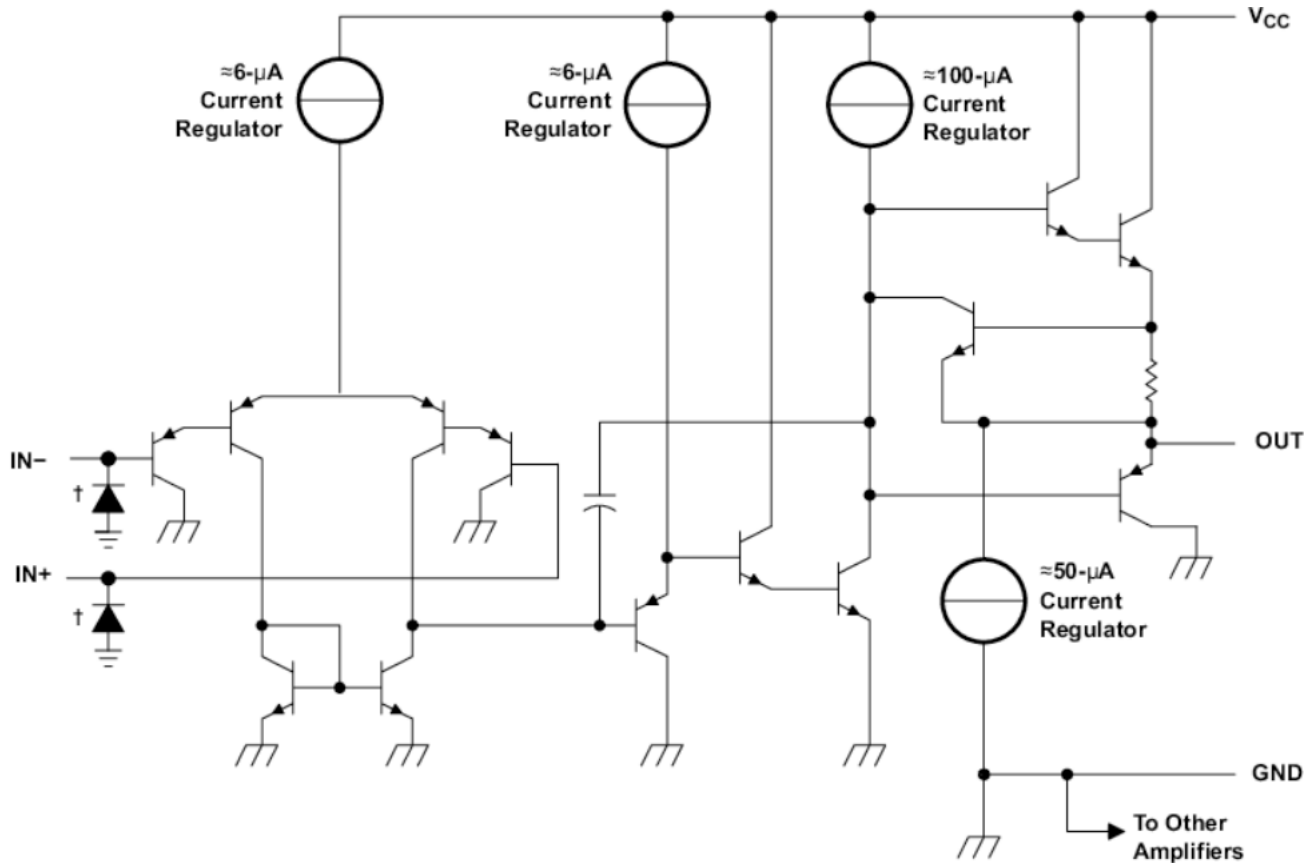 V_CC
≈6-µA
Current
Regulator
≈6-µA
Current
Regulator
≈100-µA
Current
Regulator
IN−
†
OUT
IN+
†
≈50-µA
Current
Regulator
GND
To Other
Amplifiers